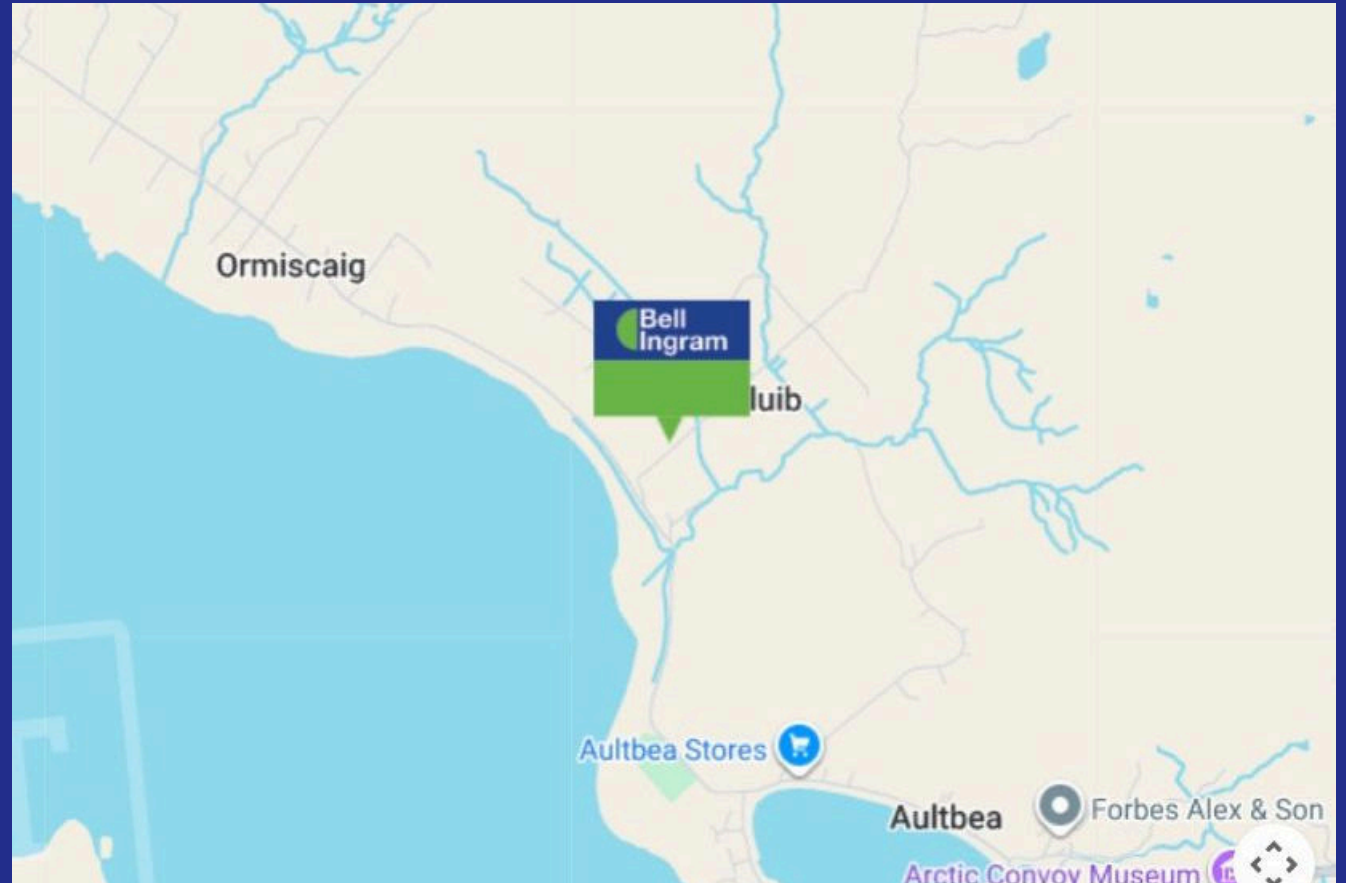 Ormiscaig
Bell
Ingram
luib
Aultbea Stores
Aultbea
Forbes Alex & Son
Arctic Convoy Museum